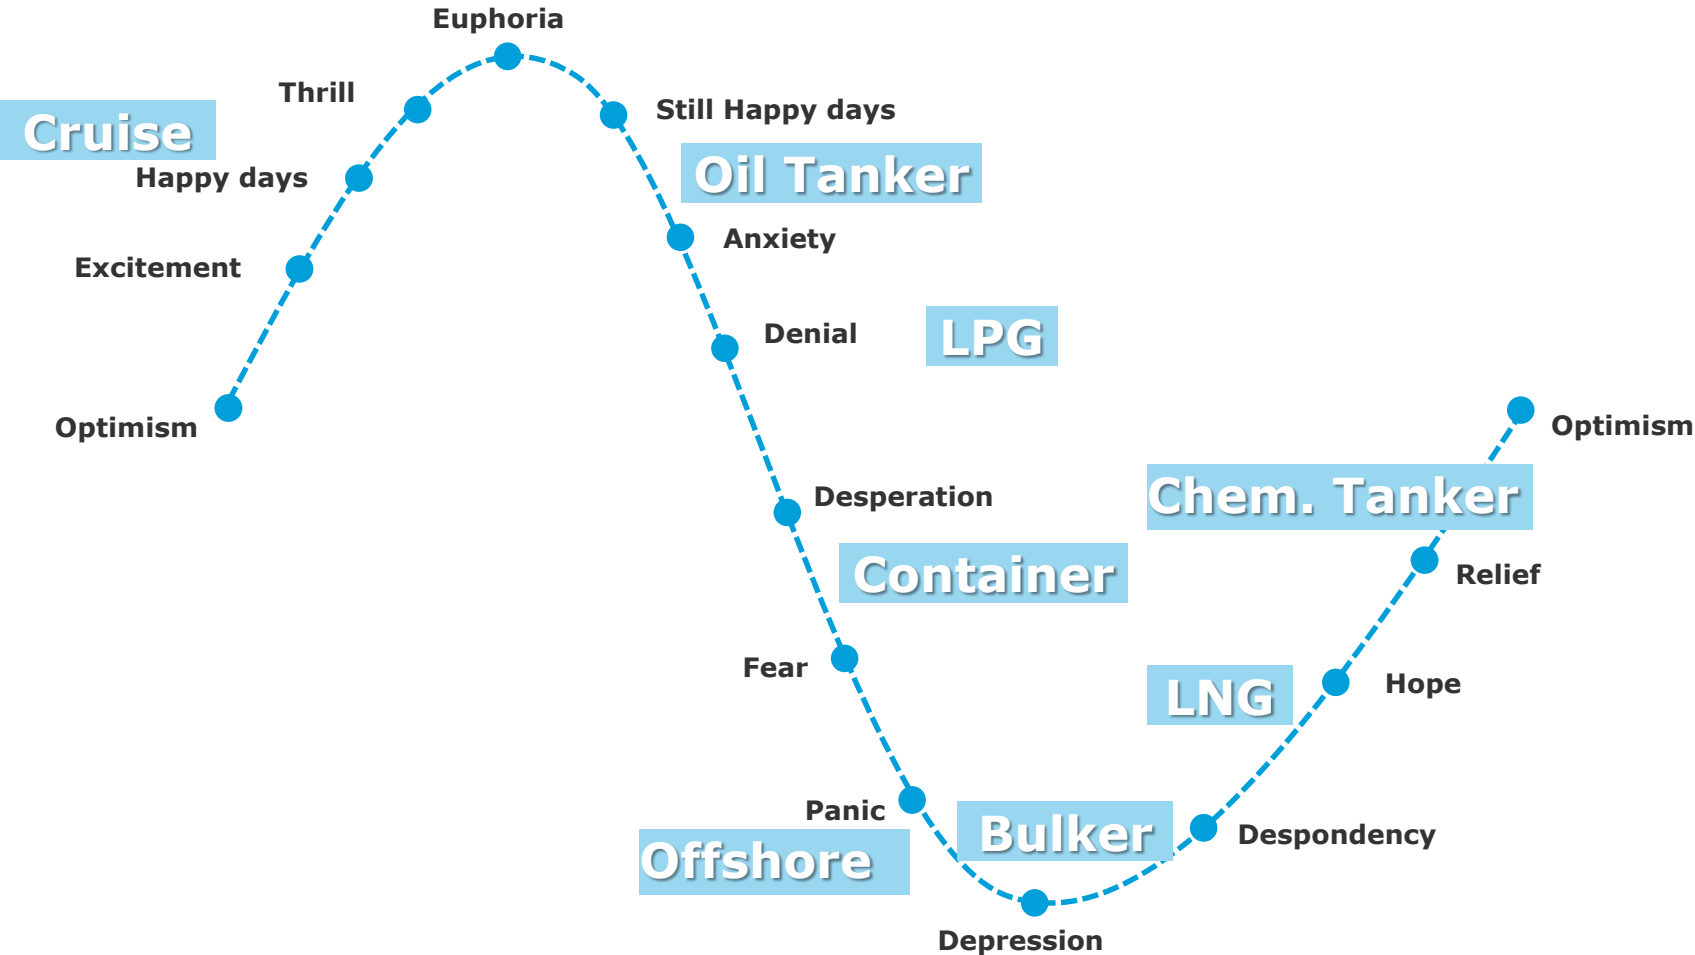 Euphoria
Thrill
Still Happy days
Cruise
Oil Tanker
Happy days
Anxiety
Excitement
Denial
LPG
Optimism
Optimism
Desperation
Chem. Tanker
Container
Relief
Fear
LNG
Hope
Panic
Bulker
Despondency
Offshore
Depression